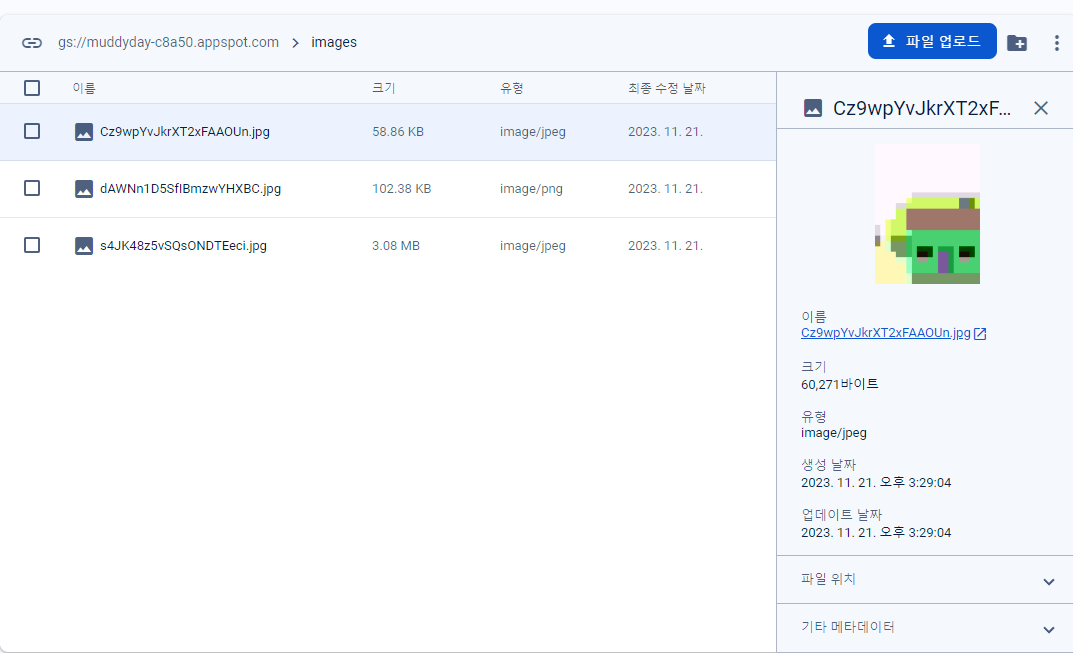 gs://muddyday-c8a50.appspot.com > images
파일 업로드
이름 크기 유형 최종 수정 날짜
Cz9wpYvJkrXT2xFAAOUn.jpg 58.86 KB image/jpeg 2023. 11. 21.
dAWNn1D5SfIBmzwYHXBC.jpg 102.38 KB image/png 2023. 11. 21.
s4JK48z5vSQsONDTEeci.jpg 3.08 MB image/jpeg 2023. 11. 21.
Cz9wpYvJkrXT2xF...
이름
Cz9wpYvJkrXT2xFAAOUn.jpg
크기
60,271바이트
유형
image/jpeg
생성 날짜
2023. 11. 21. 오후 3:29:04
업데이트 날짜
2023. 11. 21. 오후 3:29:04
파일 위치
기타 메타데이터